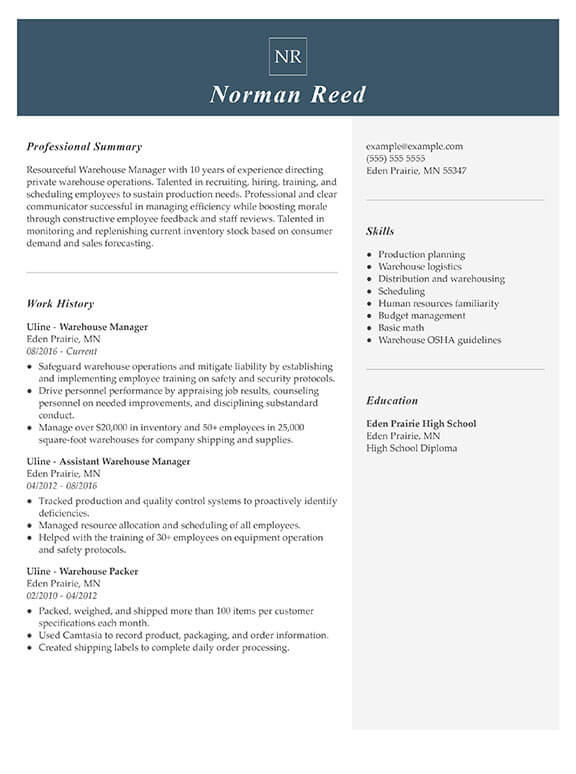 NR
Norman Reed
Professional Summary
Resourceful Warehouse Manager with 10 years of experience directing
private warehouse operations. Talented in recruiting, hiring, training, and
scheduling employees to sustain production needs. Professional and clear
communicator successful in managing efficiency while boosting morale
through constructive employee feedback and staff reviews. Talented in
monitoring and replenishing current inventory stock based on consumer
demand and sales forecasting.
Work History
Uline - Warehouse Manager
Eden Prairie, MN
08/2016 - Current
● Safeguard warehouse operations and mitigate liability by establishing
and implementing employee training on safety and security protocols.
● Drive personnel performance by appraising job results, counseling
personnel on needed improvements, and disciplining substandard
conduct.
● Manage over $20,000 in inventory and 50+ employees in 25,000
square-foot warehouses for company shipping and supplies.
Uline - Assistant Warehouse Manager
Eden Prairie, MN
04/2012 - 08/2016
● Tracked production and quality control systems to proactively identify
deficiencies.
● Managed resource allocation and scheduling of all employees.
● Helped with the training of 30+ employees on equipment operation
and safety protocols.
Uline - Warehouse Packer
Eden Prairie, MN
02/2010 - 04/2012
● Packed, weighed, and shipped more than 100 items per customer
specifications each month.
● Used Camtasia to record product, packaging, and order information.
● Created shipping labels to complete daily order processing.
example@example.com
(555) 555 5555
Eden Prairie, MN 55347
Skills
● Production planning
● Warehouse logistics
● Distribution and warehousing
● Scheduling
● Human resources familiarity
● Budget management
● Basic math
● Warehouse OSHA guidelines
Education
Eden Prairie High School
Eden Prairie, MN
High School Diploma